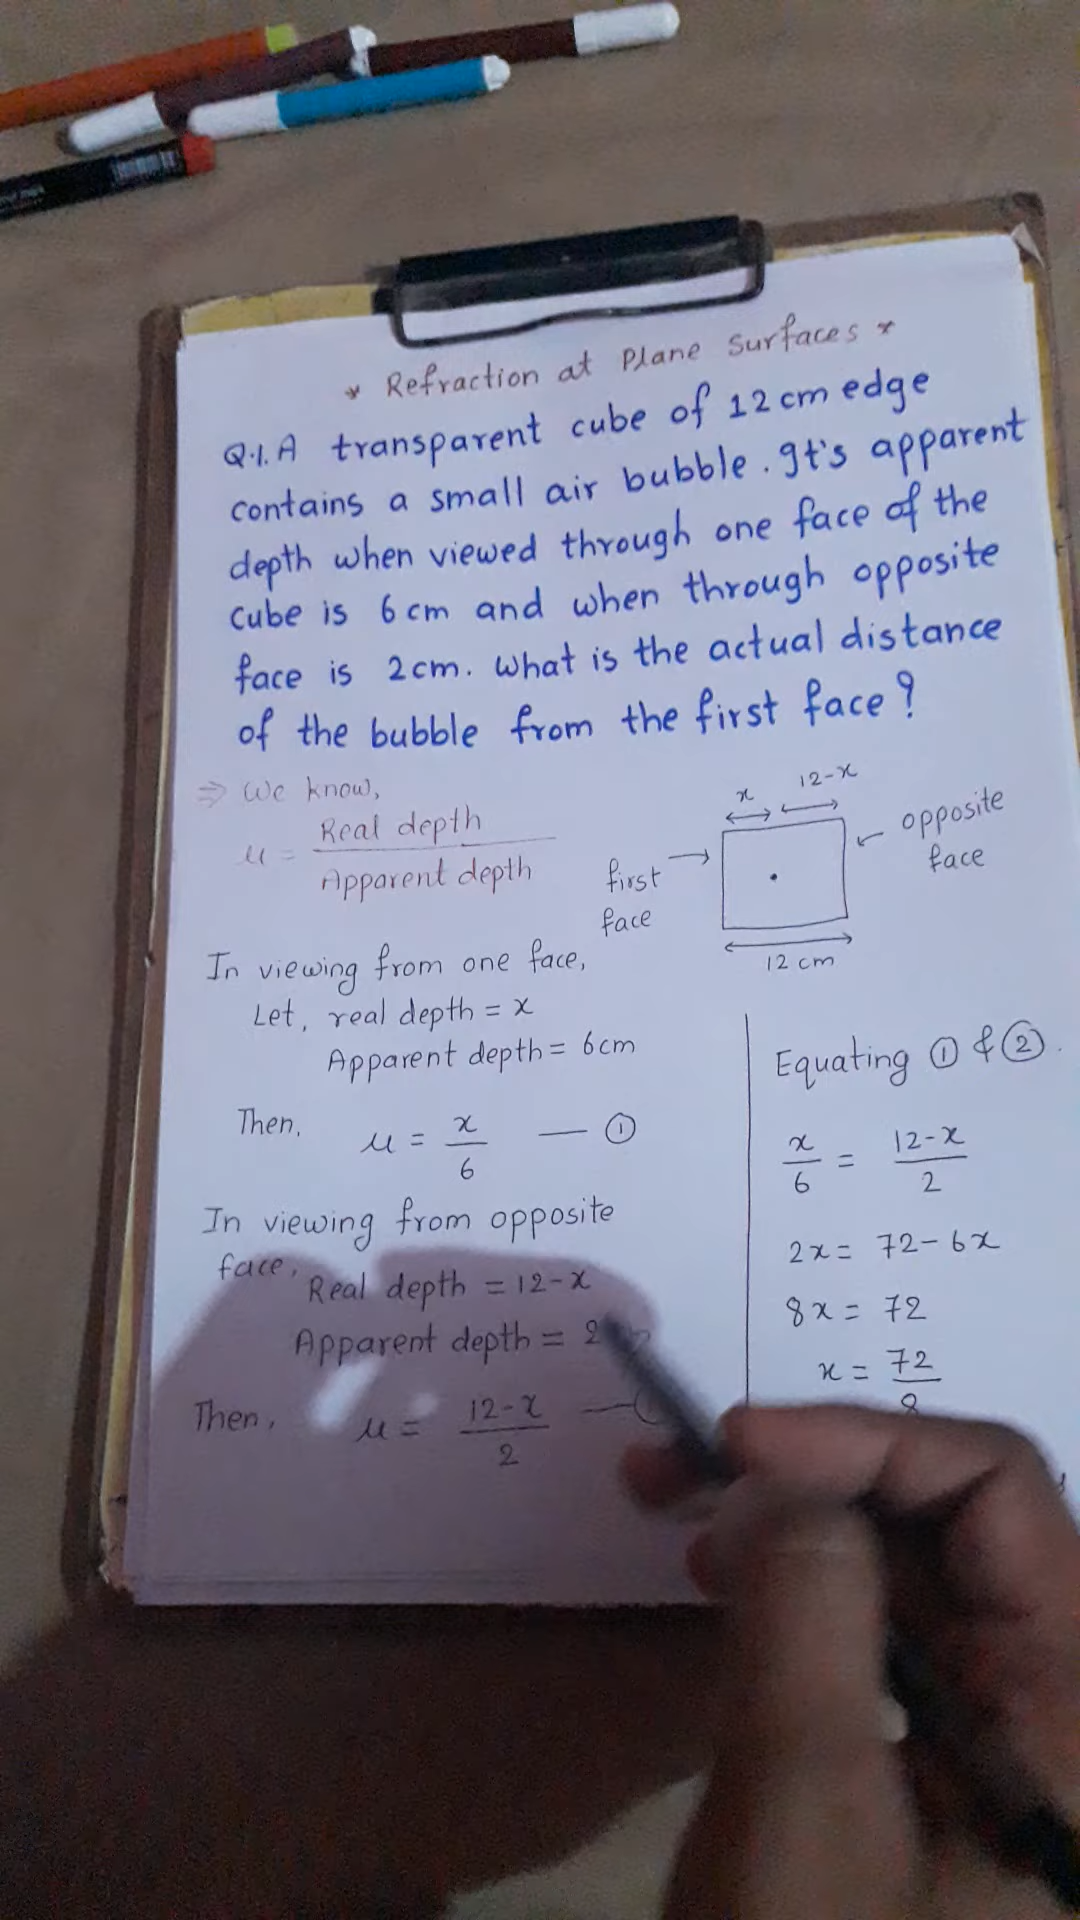 * Refraction at Plane Surfaces *
Q.1. A transparent cube of 12 cm edge
contains a small air bubble. It's apparent
depth when viewed through one face of the
cube is 6 cm and when through opposite
face is 2 cm. What is the actual distance
of the bubble from the first face?
⇒ We know,
μ = Real depth / Apparent depth
x 12-x
first face
opposite face
12 cm
In viewing from one face,
Let, real depth = x
Apparent depth = 6cm
Then, μ = x/6 — ①
In viewing from opposite
face,
Real depth = 12-x
Apparent depth = 2
Then, μ = 12-x/2 —
Equating ① & ②.
x/6 = 12-x/2
2x = 72-6x
8x = 72
x = 72/8